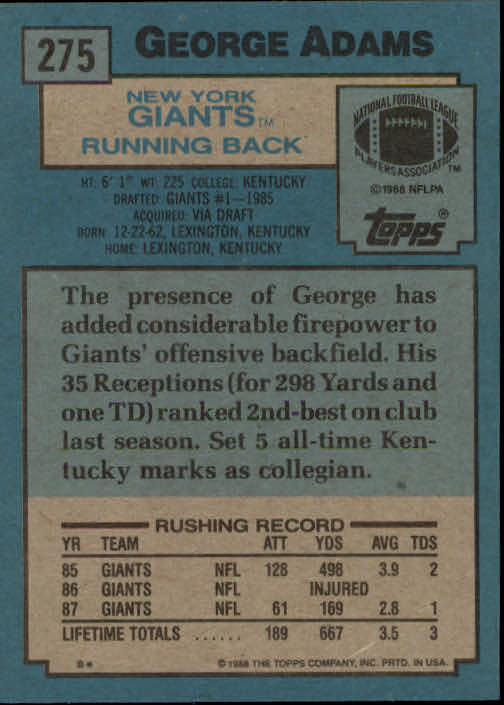 275
GEORGE ADAMS
NEW YORK
GIANTS™
RUNNING BACK
NATIONAL FOOTBALL LEAGUE
PLAYERS ASSOCIATION™
©1988 NFLPA
topps®
HT: 6' 1" WT: 225 COLLEGE: KENTUCKY
DRAFTED: GIANTS #1—1985
ACQUIRED: VIA DRAFT
BORN: 12-22-62, LEXINGTON, KENTUCKY
HOME: LEXINGTON, KENTUCKY
The presence of George has
added considerable firepower to
Giants' offensive backfield. His
35 Receptions (for 298 Yards and
one TD) ranked 2nd-best on club
last season. Set 5 all-time Ken-
tucky marks as collegian.
RUSHING RECORD
YR TEAM ATT YDS AVG TDS
85 GIANTS NFL 128 498 3.9 2
86 GIANTS NFL INJURED
87 GIANTS NFL 61 169 2.8 1
LIFETIME TOTALS ...... 189 667 3.5 3
B* ©1988 THE TOPPS COMPANY, INC. PRTD. IN USA.